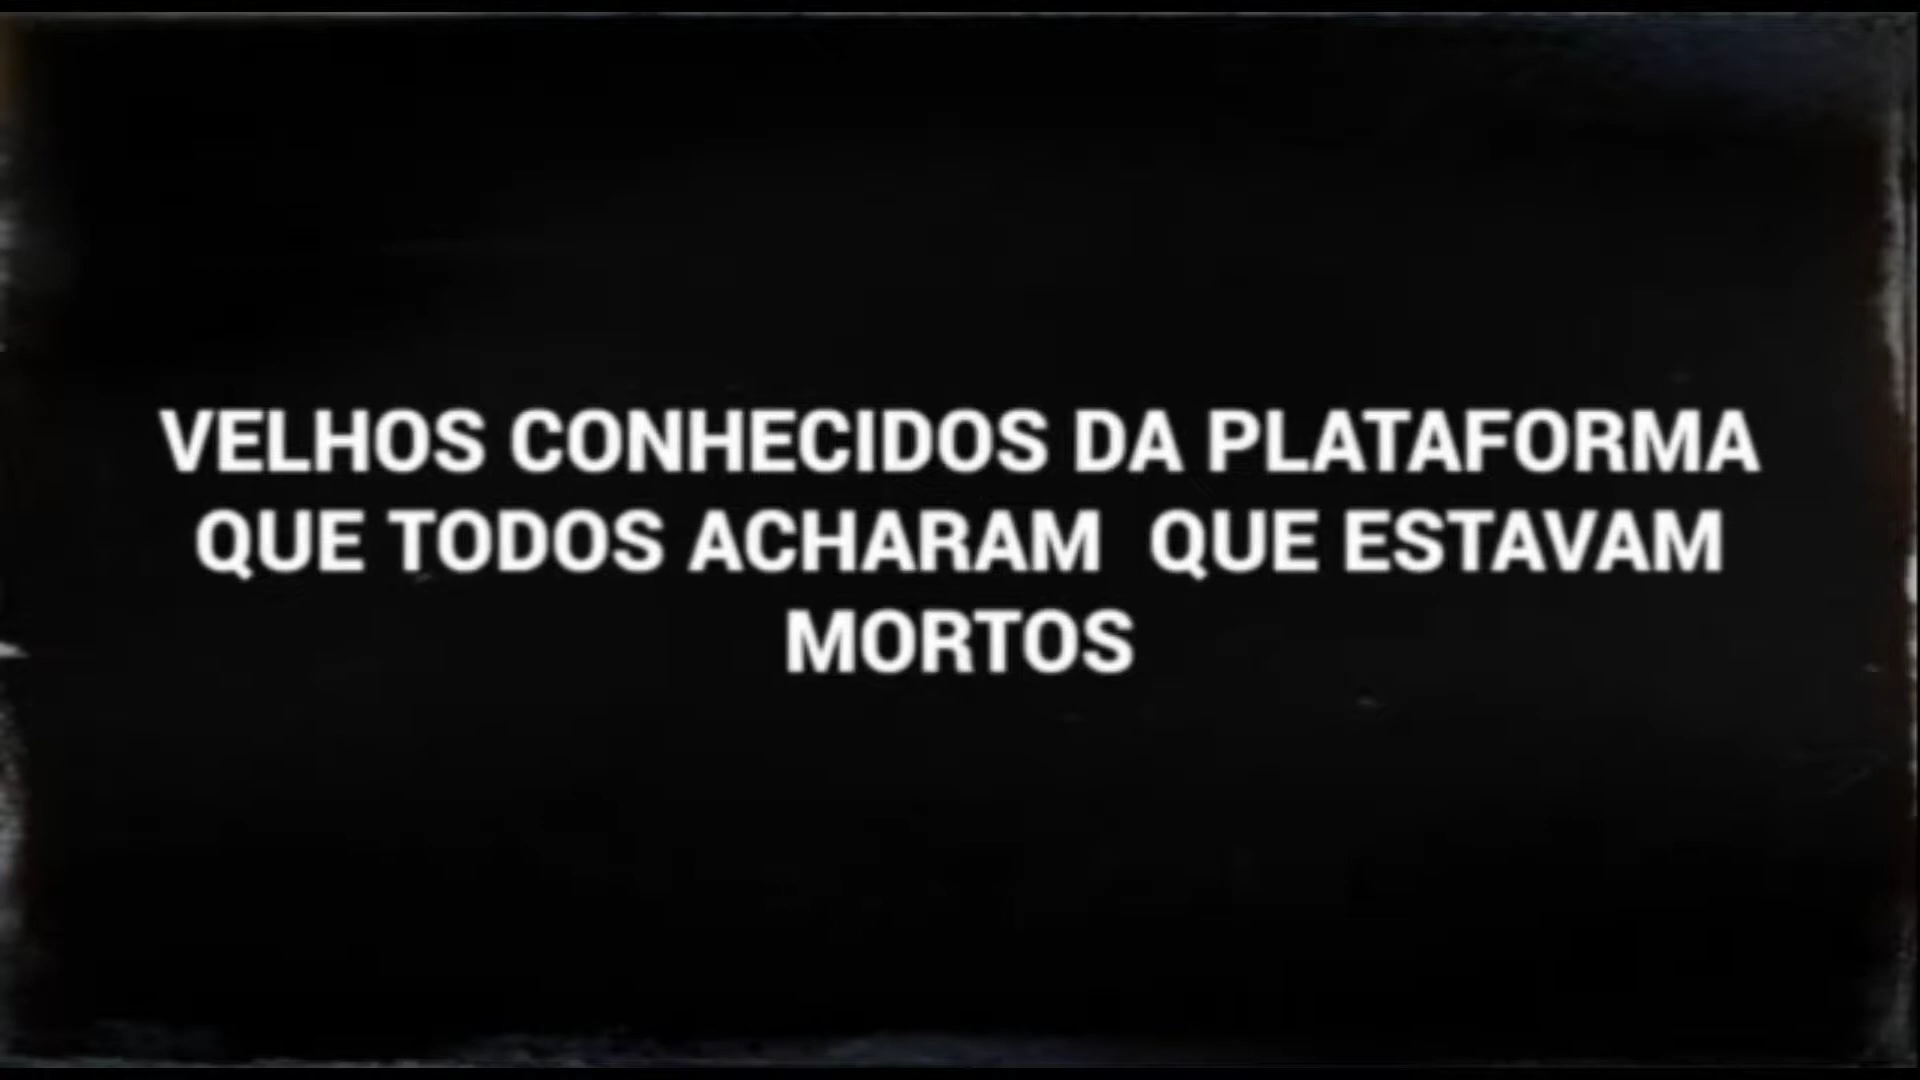 VELHOS CONHECIDOS DA PLATAFORMA
QUE TODOS ACHARAM  QUE ESTAVAM
MORTOS